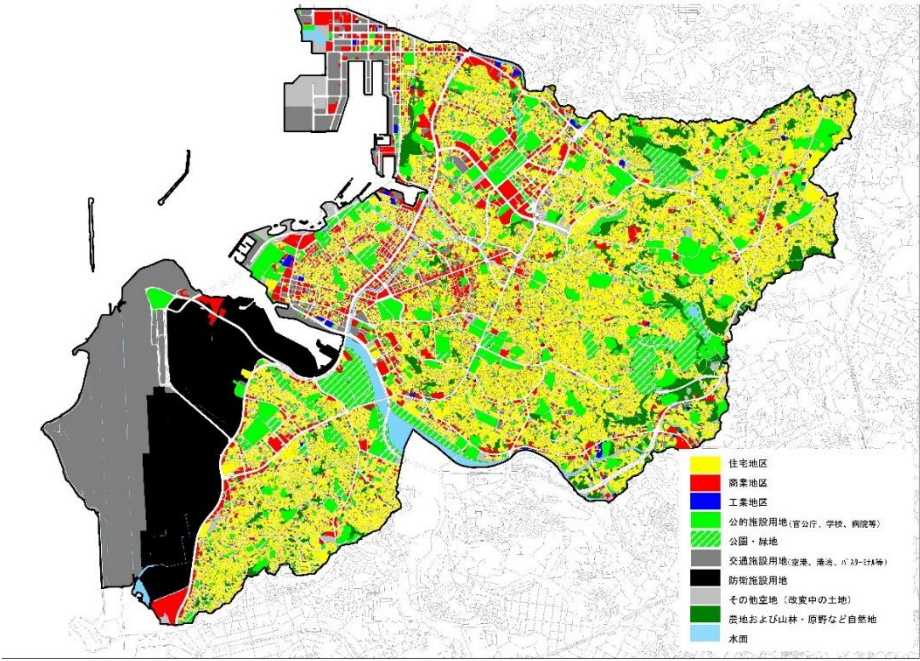 住宅地区
商業地区
工業地区
公的施設用地(官公庁、学校、病院等)
公園・緑地
交通施設用地(空港、港湾、バスターミナル等)
防衛施設用地
その他空地（改変中の土地）
農地および山林・原野など自然地
水面